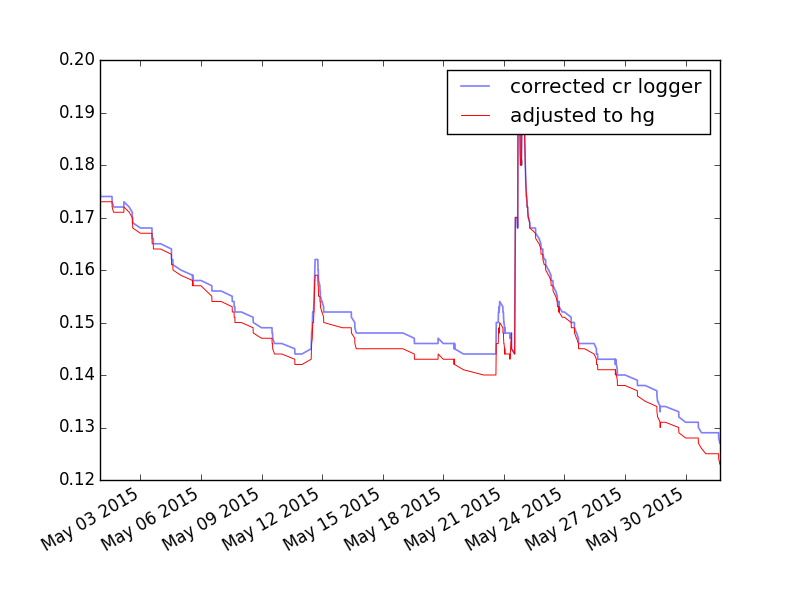 0.20
0.19
0.18
0.17
0.16
0.15
0.14
0.13
0.12
corrected cr logger
adjusted to hg
May 03 2015
May 06 2015
May 09 2015
May 12 2015
May 15 2015
May 18 2015
May 21 2015
May 24 2015
May 27 2015
May 30 2015